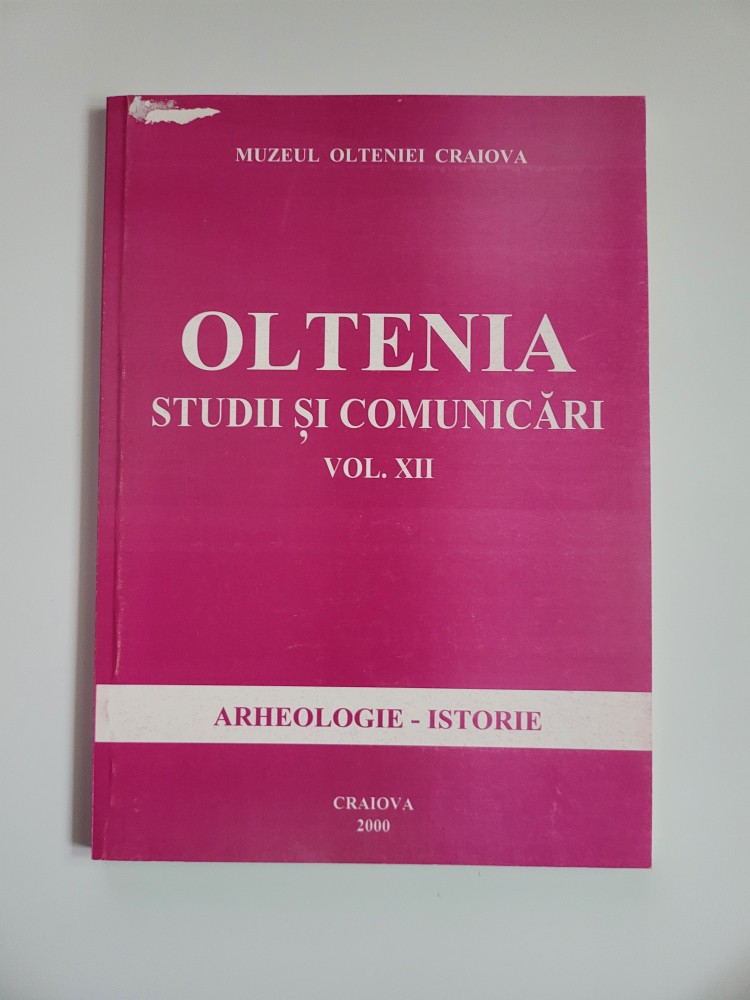 MUZEUL OLTENIEI CRAIOVA
OLTENIA
STUDII ȘI COMUNICĂRI
VOL. XII
ARHEOLOGIE - ISTORIE
CRAIOVA
2000